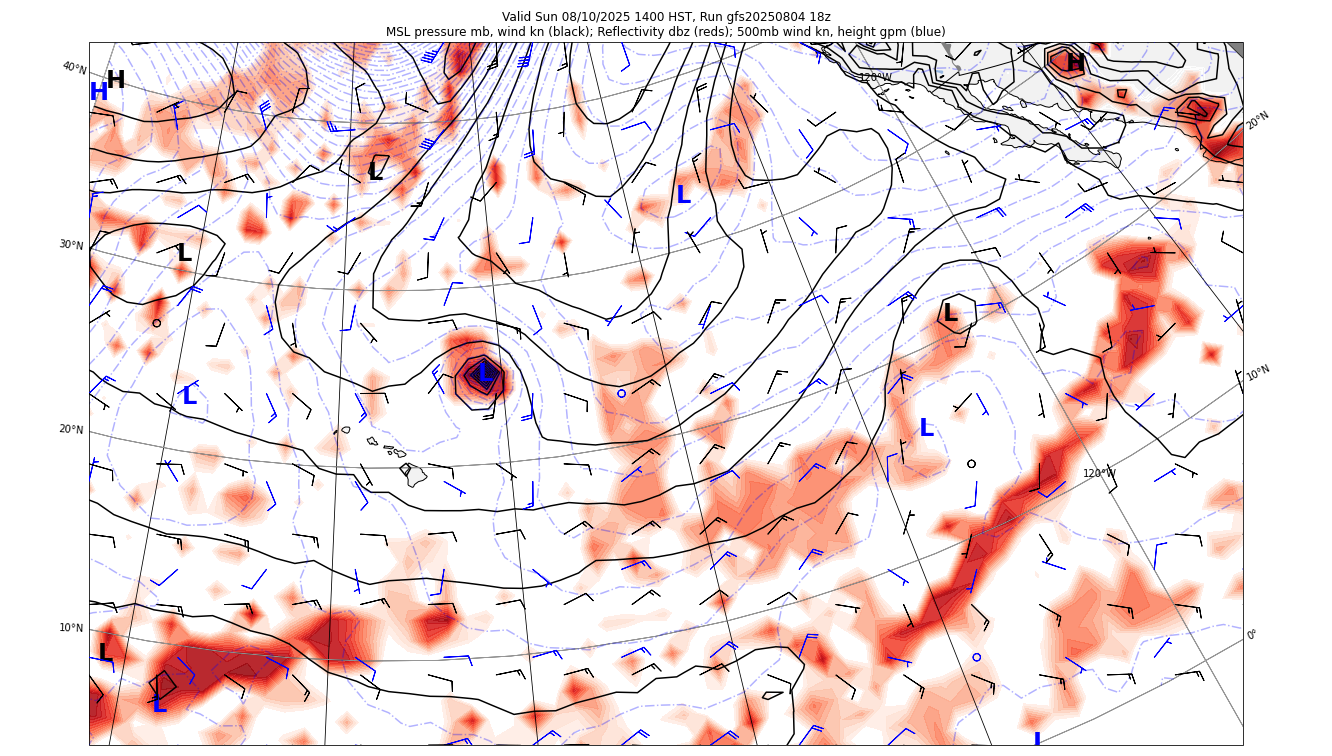 Valid Sun 08/10/2025 1400 HST, Run gfs20250804 18z
MSL pressure mb, wind kn (black); Reflectivity dbz (reds); 500mb wind kn, height gpm (blue)
40°N
H
H
H
120°W
20°N
L
L
30°N
L
L
L
10°N
L
20°N
L
120°W
10°N
0°
L
L
L